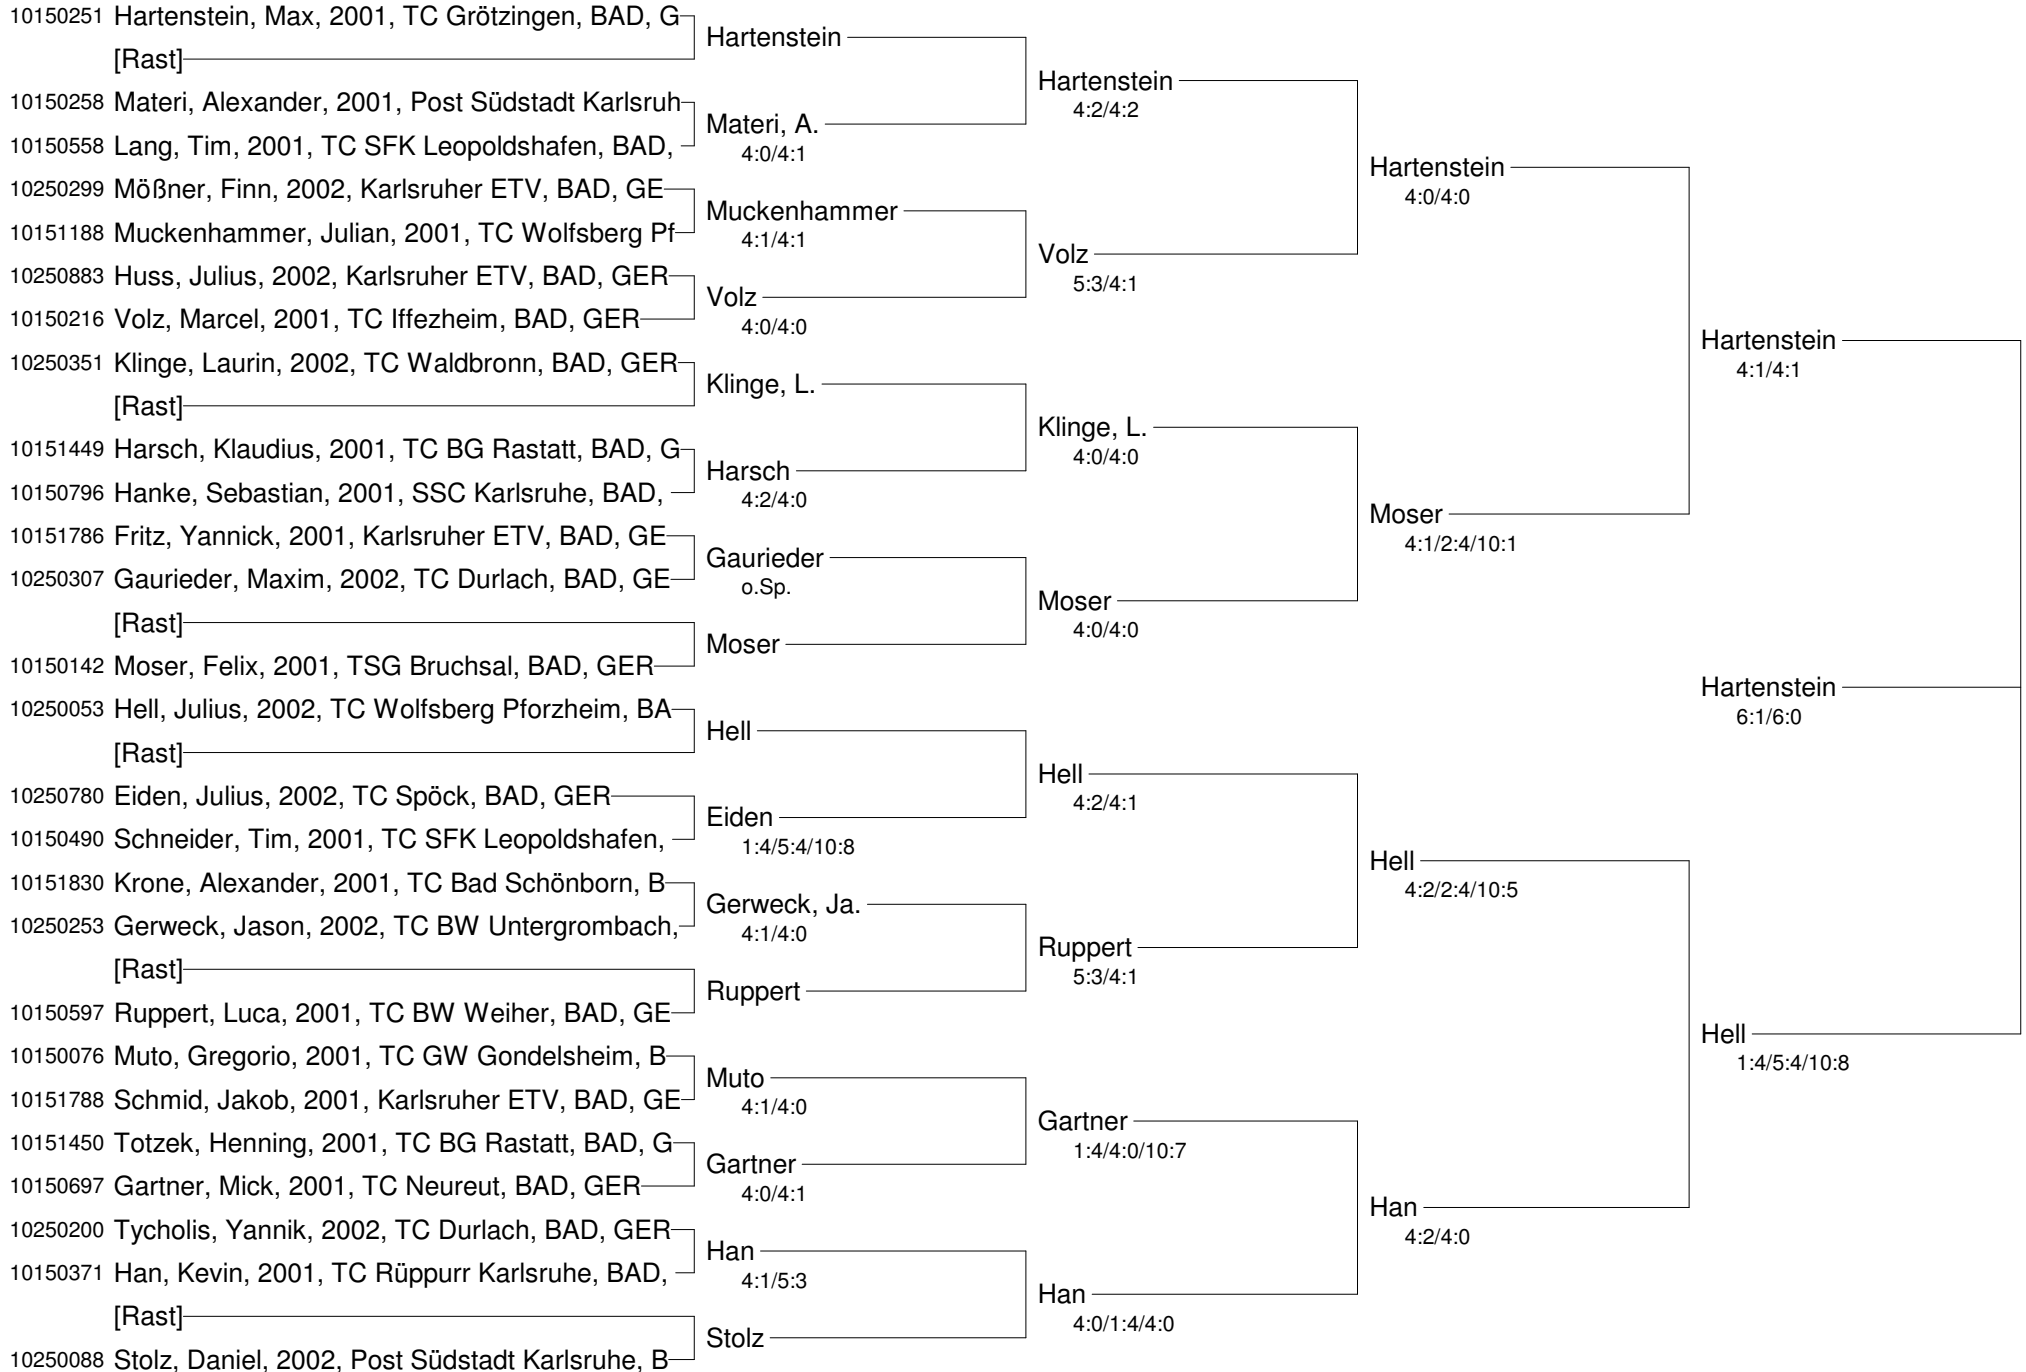 10150251 Hartenstein, Max, 2001, TC Grötzingen, BAD, G
[Rast]
10150258 Materi, Alexander, 2001, Post Südstadt Karlsruh
10150558 Lang, Tim, 2001, TC SFK Leopoldshafen, BAD,
10250299 Mößner, Finn, 2002, Karlsruher ETV, BAD, GE
10151188 Muckenhammer, Julian, 2001, TC Wolfsberg Pf
10250883 Huss, Julius, 2002, Karlsruher ETV, BAD, GER
10150216 Volz, Marcel, 2001, TC Iffezheim, BAD, GER
10250351 Klinge, Laurin, 2002, TC Waldbronn, BAD, GER
[Rast]
10151449 Harsch, Klaudius, 2001, TC BG Rastatt, BAD, G
10150796 Hanke, Sebastian, 2001, SSC Karlsruhe, BAD,
10151786 Fritz, Yannick, 2001, Karlsruher ETV, BAD, GE
10250307 Gaurieder, Maxim, 2002, TC Durlach, BAD, GE
[Rast]
10150142 Moser, Felix, 2001, TSG Bruchsal, BAD, GER
10250053 Hell, Julius, 2002, TC Wolfsberg Pforzheim, BA
[Rast]
10250780 Eiden, Julius, 2002, TC Spöck, BAD, GER
10150490 Schneider, Tim, 2001, TC SFK Leopoldshafen,
10151830 Krone, Alexander, 2001, TC Bad Schönborn, B
10250253 Gerweck, Jason, 2002, TC BW Untergrombach,
[Rast]
10150597 Ruppert, Luca, 2001, TC BW Weiher, BAD, GE
10150076 Muto, Gregorio, 2001, TC GW Gondelsheim, B
10151788 Schmid, Jakob, 2001, Karlsruher ETV, BAD, GE
10151450 Totzek, Henning, 2001, TC BG Rastatt, BAD, G
10150697 Gartner, Mick, 2001, TC Neureut, BAD, GER
10250200 Tycholis, Yannik, 2002, TC Durlach, BAD, GER
10150371 Han, Kevin, 2001, TC Rüppurr Karlsruhe, BAD,
[Rast]
10250088 Stolz, Daniel, 2002, Post Südstadt Karlsruhe, B
Hartenstein
Materi, A.
4:0/4:1
Muckenhammer
4:1/4:1
Volz
4:0/4:0
Klinge, L.
Harsch
4:2/4:0
Gaurieder
o.Sp.
Moser
Hell
Eiden
1:4/5:4/10:8
Gerweck, Ja.
4:1/4:0
Ruppert
Muto
4:1/4:0
Gartner
4:0/4:1
Han
4:1/5:3
Stolz
Hartenstein
4:2/4:2
Volz
5:3/4:1
Klinge, L.
4:0/4:0
Moser
4:0/4:0
Hell
4:2/4:1
Ruppert
5:3/4:1
Gartner
1:4/4:0/10:7
Han
4:0/1:4/4:0
Hartenstein
4:0/4:0
Moser
4:1/2:4/10:1
Hell
4:2/2:4/10:5
Han
4:2/4:0
Hartenstein
4:1/4:1
Hartenstein
6:1/6:0
Hell
1:4/5:4/10:8